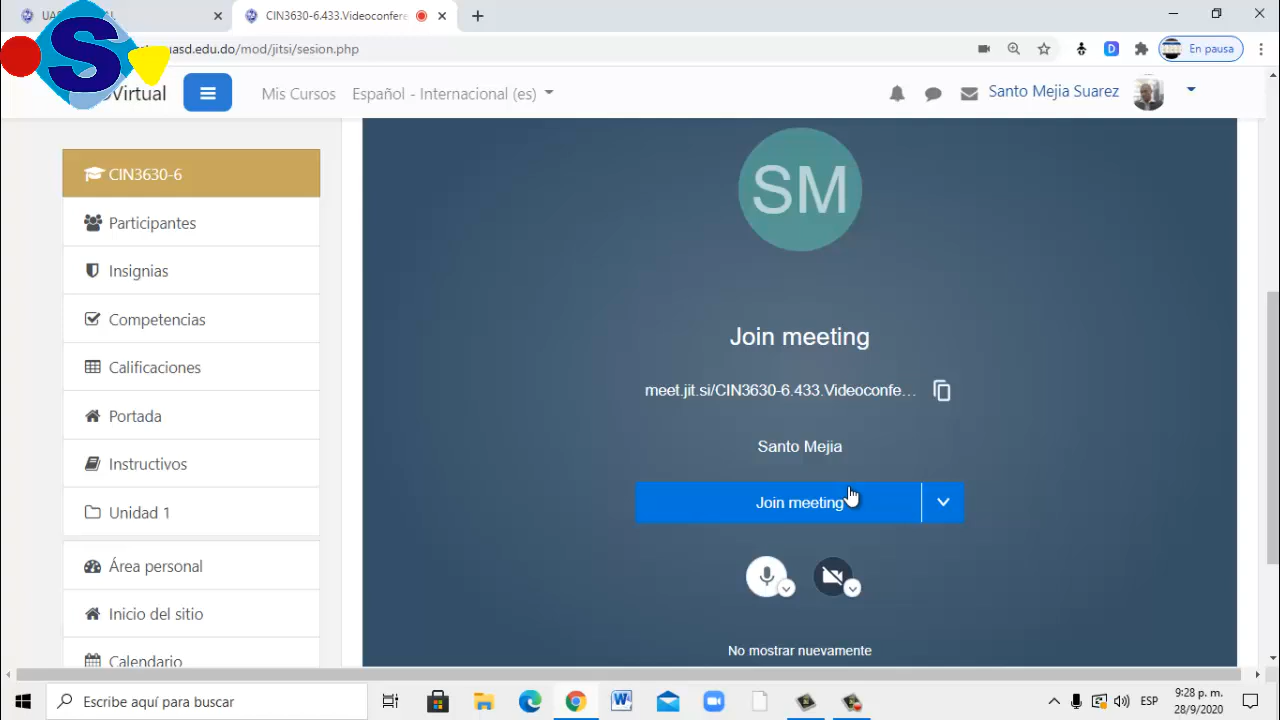 UA
CIN3630-6.433.Videoconfere
uasd.edu.do/mod/jitsi/sesion.php
En pausa
S
Virtual
Mis Cursos
Español - Internacional (es)
Santo Mejia Suarez
CIN3630-6
Participantes
Insignias
Competencias
Calificaciones
Portada
Instructivos
Unidad 1
Área personal
Inicio del sitio
Calendario
SM
Join meeting
meet.jit.si/CIN3630-6.433.Videoconfe...
Santo Mejia
Join meeting
No mostrar nuevamente
Escribe aquí para buscar
ESP
9:28 p. m.
28/9/2020